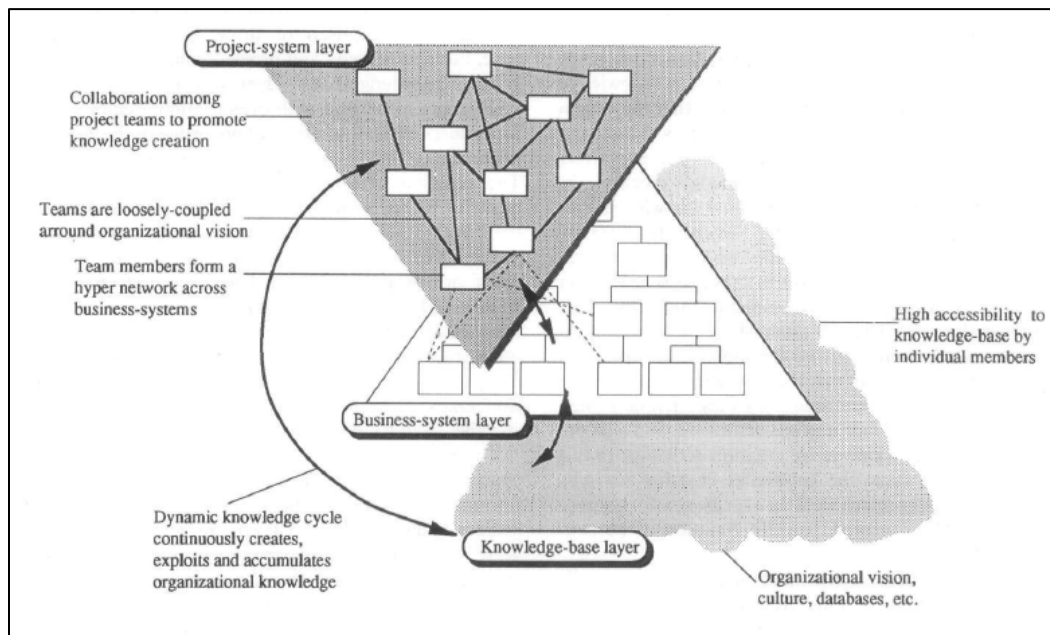 Project-system layer
Collaboration among
project teams to promote
knowledge creation
Teams are loosely-coupled
arround organizational vision
Team members form a
hyper network across
business-systems
High accessibility to
knowledge-base by
individual members
Business-system layer
Dynamic knowledge cycle
continuously creates,
exploits and accumulates
organizational knowledge
Knowledge-base layer
Organizational vision,
culture, databases, etc.